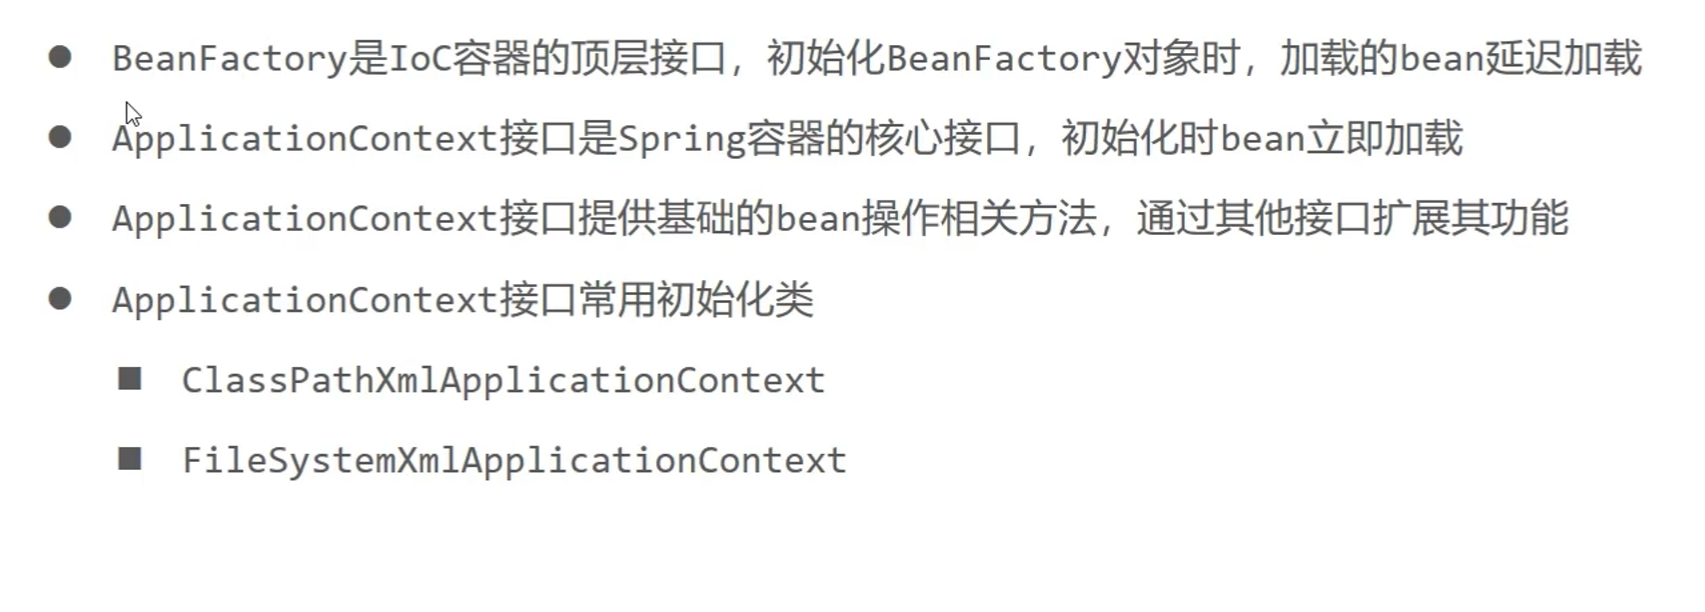 ● BeanFactory是IoC容器的顶层接口，初始化BeanFactory对象时，加载的bean延迟加载
● ApplicationContext接口是Spring容器的核心接口，初始化时bean立即加载
● ApplicationContext接口提供基础的bean操作相关方法，通过其他接口扩展其功能
● ApplicationContext接口常用初始化类
■ ClassPathXmlApplicationContext
■ FileSystemXmlApplicationContext